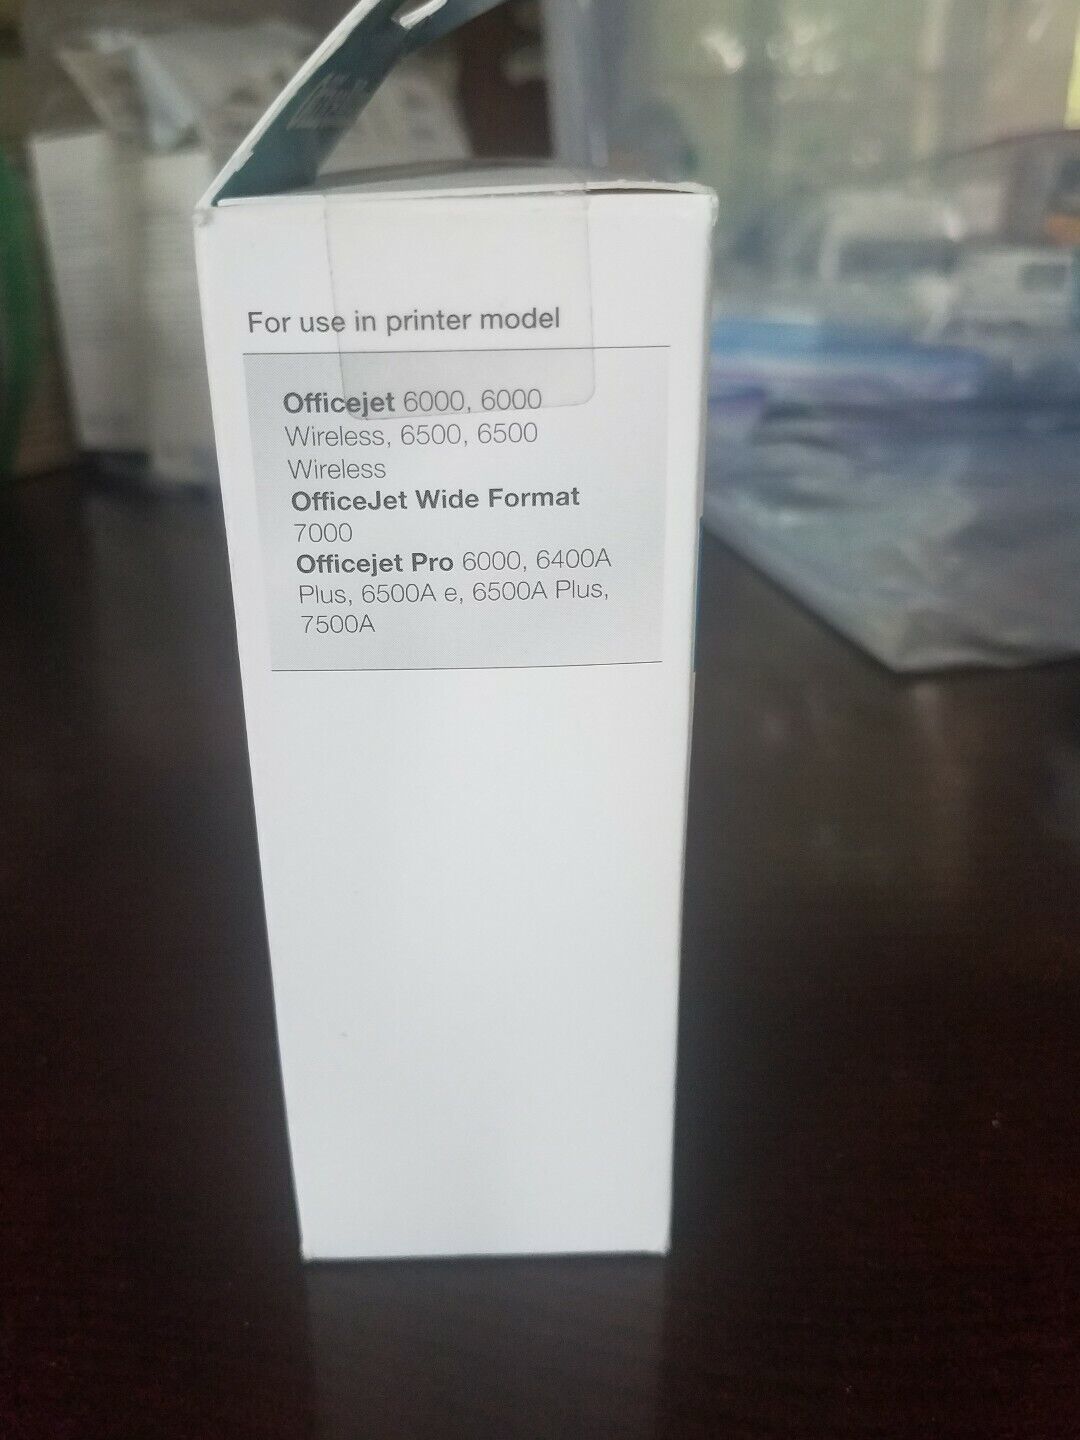 For use in printer model
Officejet 6000, 6000
Wireless, 6500, 6500
Wireless
OfficeJet Wide Format
7000
Officejet Pro 6000, 6400A
Plus, 6500A e, 6500A Plus,
7500A